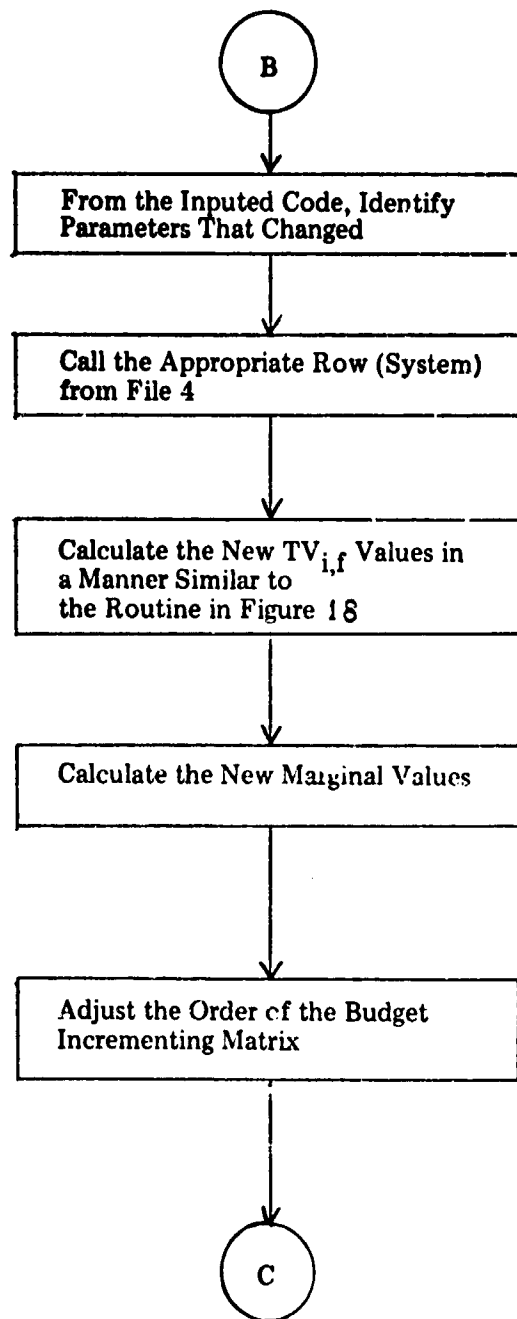 B
From the Inputed Code, Identify
Parameters That Changed
Call the Appropriate Row (System)
from File 4
Calculate the New TV i,f Values in
a Manner Similar to
the Routine in Figure 18
Calculate the New Marginal Values
Adjust the Order of the Budget
Incrementing Matrix
C